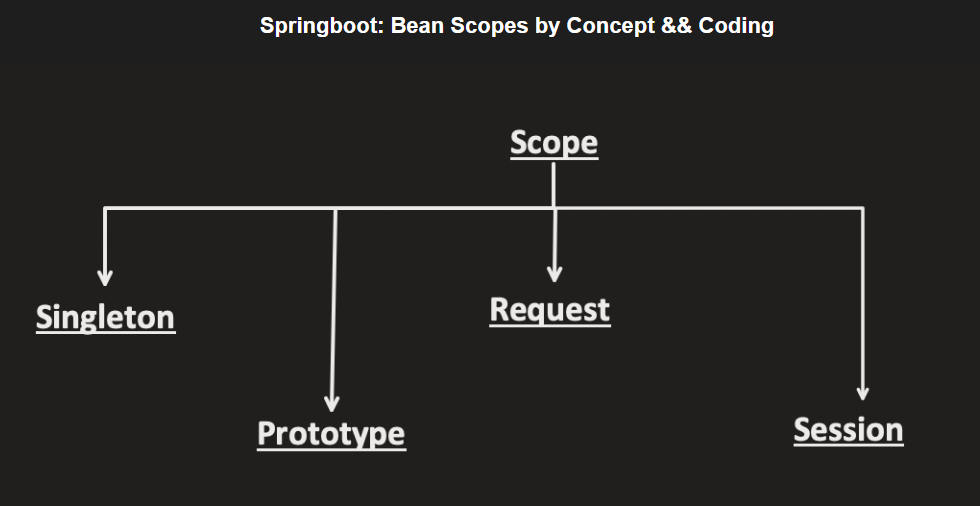 Springboot: Bean Scopes by Concept && Coding
Scope
Singleton
Request
Prototype
Session